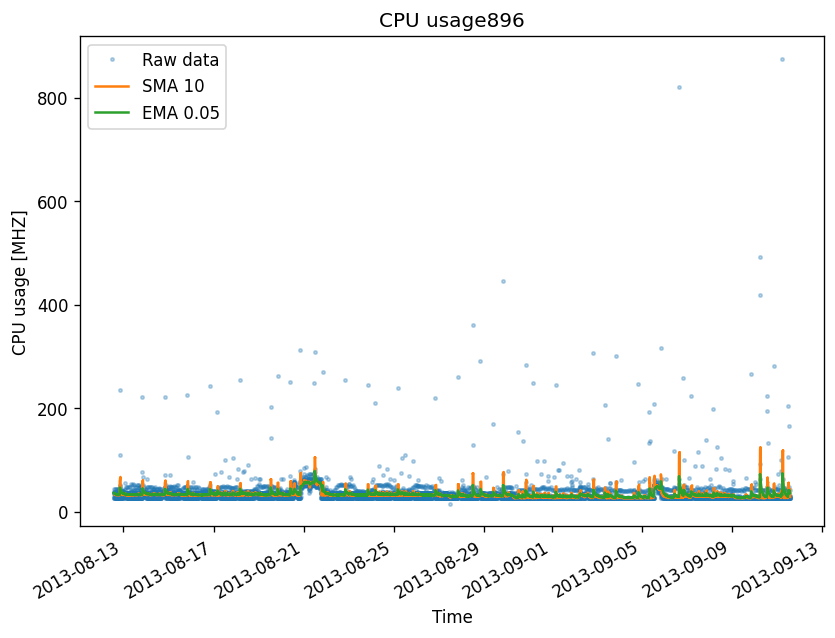 CPU usage896
Raw data
SMA 10
EMA 0.05
CPU usage [MHZ]
800
600
400
200
0
2013-08-13
2013-08-17
2013-08-21
2013-08-25
2013-08-29
2013-09-01
2013-09-05
2013-09-09
2013-09-13
Time